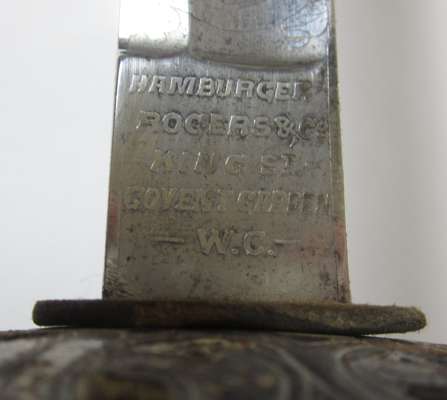 HAMBURGER
ROGERS & Co
KING ST.
COVENT GARDEN
— W.C. —